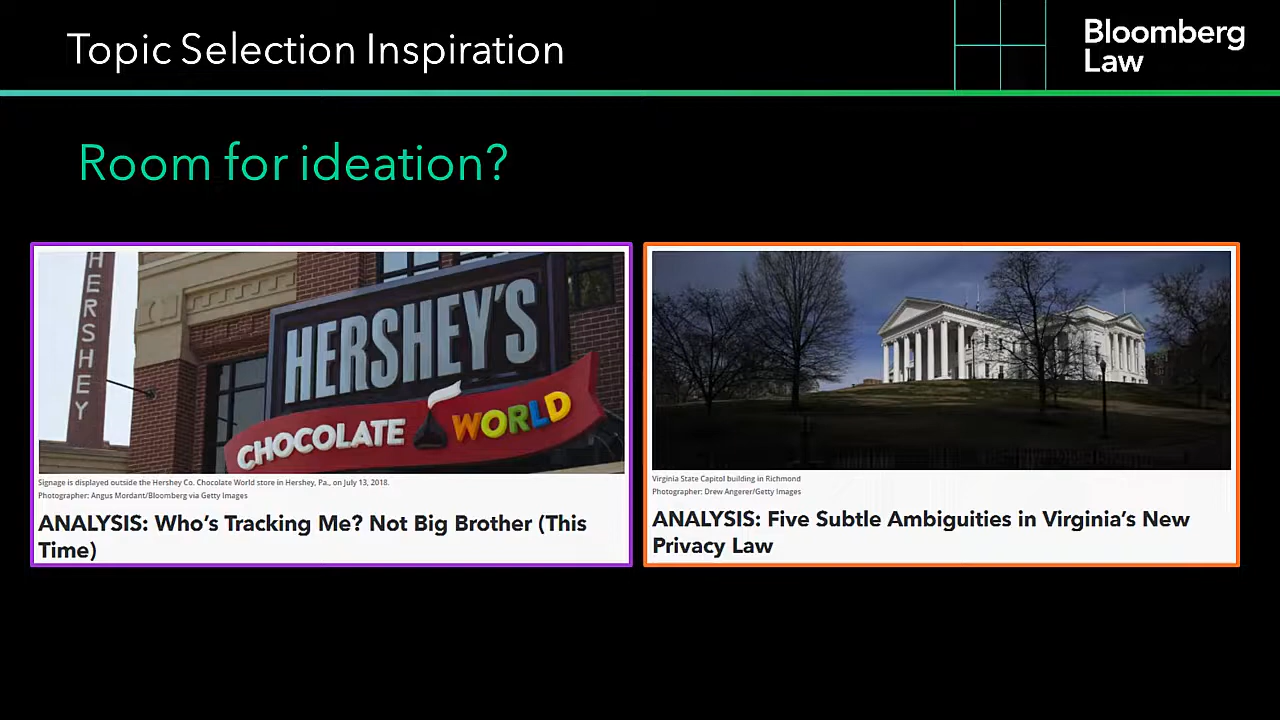 Topic Selection Inspiration
Bloomberg
Law
Room for ideation?
HERSHEY
HERSHEY'S
CHOCOLATE WORLD
Signage is displayed outside the Hershey Co. Chocolate World store in Hershey, Pa., on July 13, 2018.
Photographer: Angus Mordant/Bloomberg via Getty Images
ANALYSIS: Who’s Tracking Me? Not Big Brother (This
Time)
Virginia State Capitol building in Richmond
Photographer: Drew Angerer/Getty Images
ANALYSIS: Five Subtle Ambiguities in Virginia’s New
Privacy Law